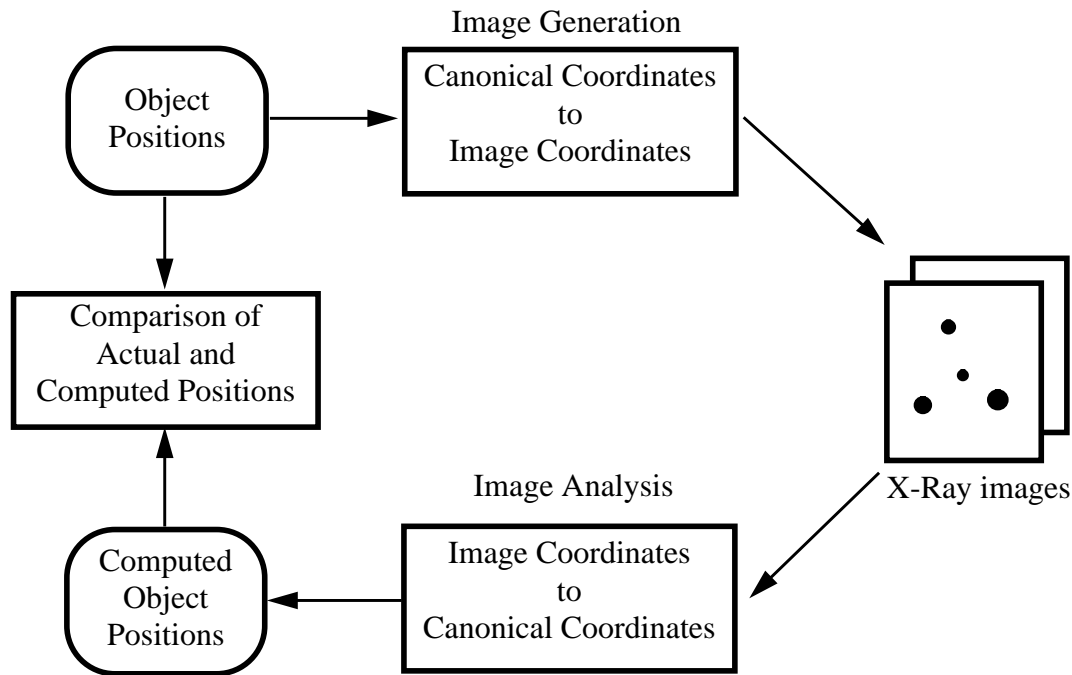 Image Generation
Object
Positions
Canonical Coordinates
to
Image Coordinates
Comparison of
Actual and
Computed Positions
X-Ray images
Image Analysis
Image Coordinates
to
Canonical Coordinates
Computed
Object
Positions